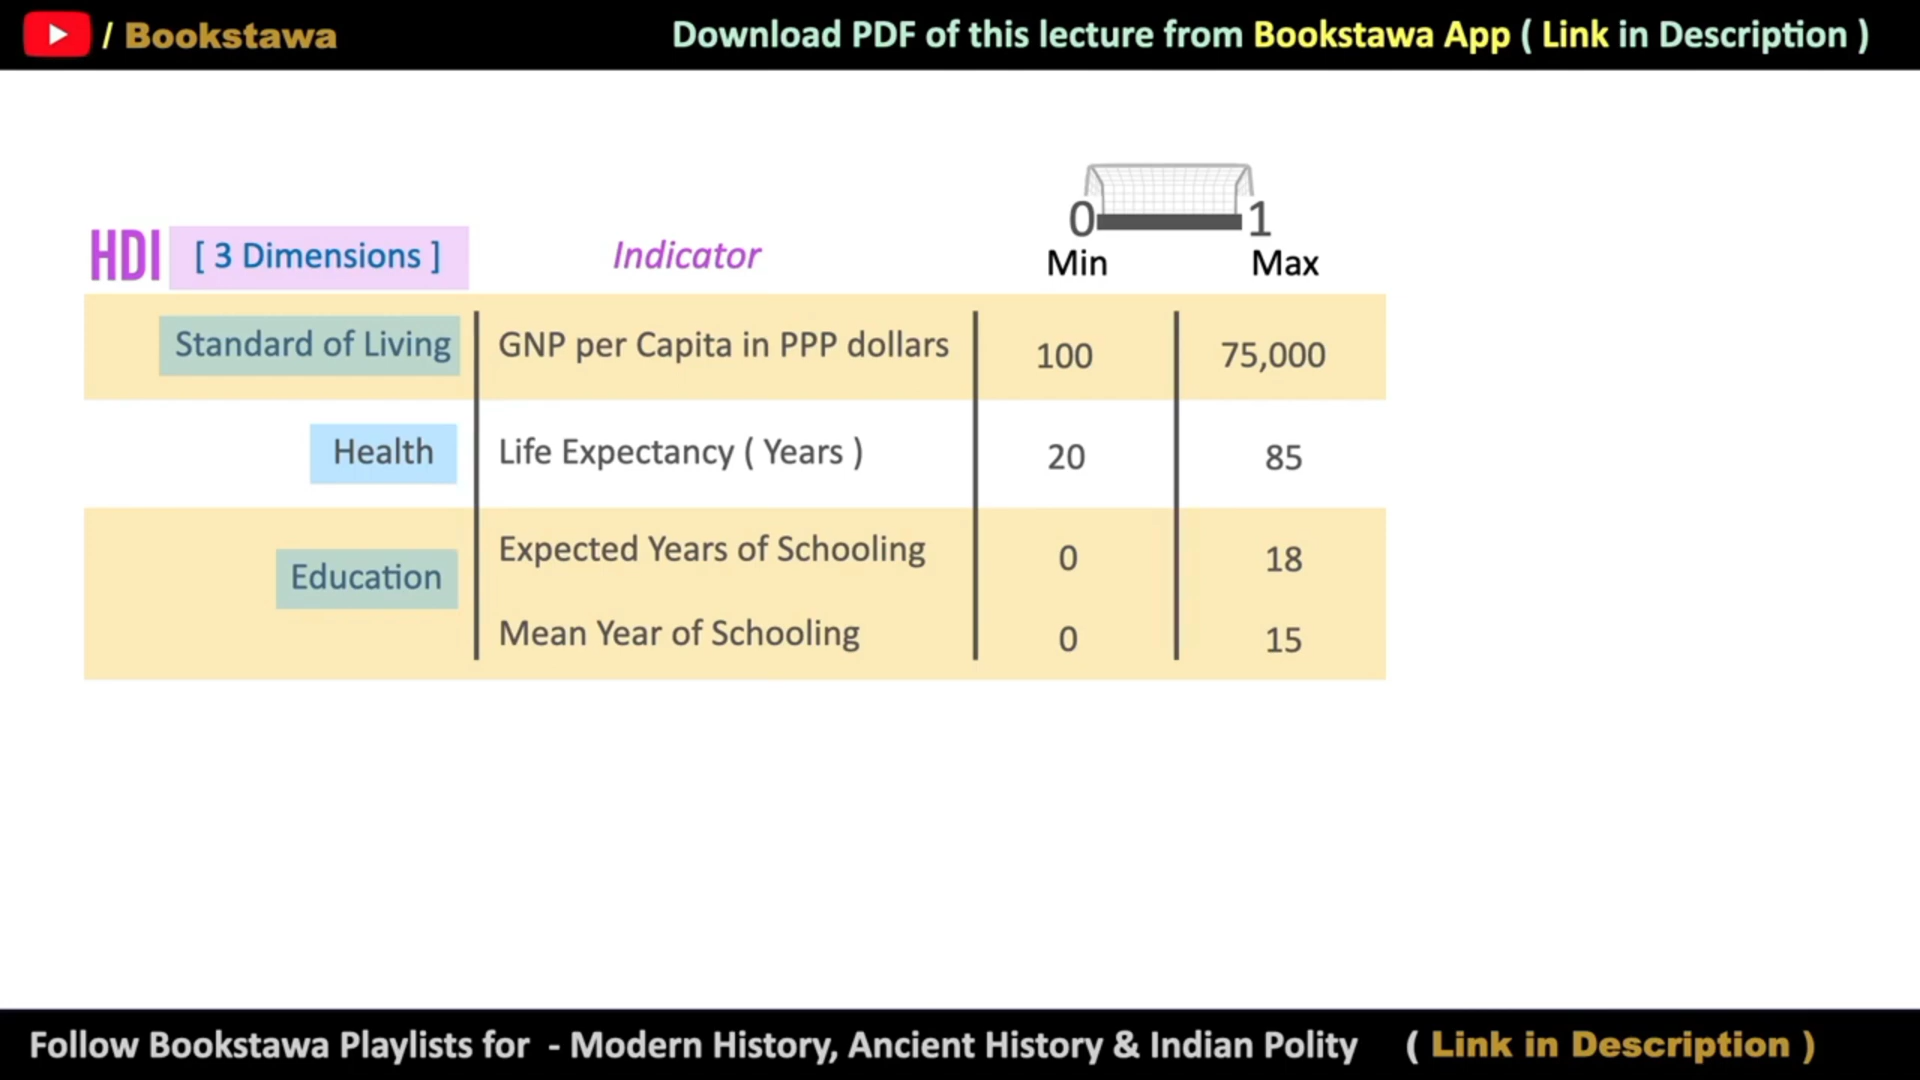 / Bookstawa
Download PDF of this lecture from Bookstawa App ( Link in Description )
0 1
HDI [ 3 Dimensions ] Indicator Min Max
Standard of Living GNP per Capita in PPP dollars 100 75,000
Health Life Expectancy ( Years ) 20 85
Expected Years of Schooling 0 18
Education
Mean Year of Schooling 0 15
Follow Bookstawa Playlists for - Modern History, Ancient History & Indian Polity ( Link in Description )